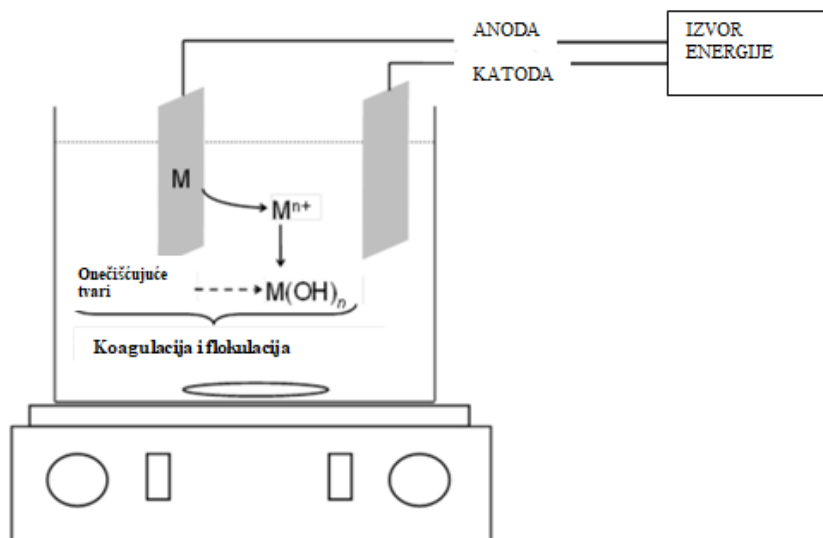 ANODA
KATODA
IZVOR
ENERGIJE
M
Mⁿ⁺
Onečišćujuće
tvari
M(OH)ₙ
Koagulacija i flokulacija